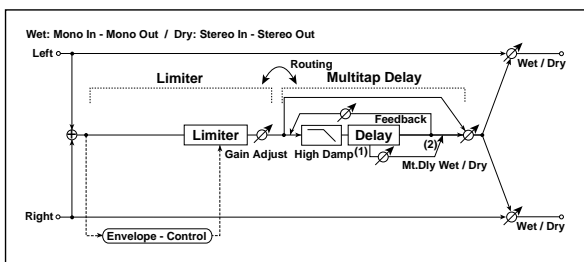 Wet: Mono In - Mono Out / Dry: Stereo In - Stereo Out
Left
Wet / Dry
Routing
Limiter
Multitap Delay
Feedback
Limiter
Delay
Gain Adjust
High Damp
(1)
(2)
Mt.Dly Wet / Dry
Right
Wet / Dry
Envelope - Control